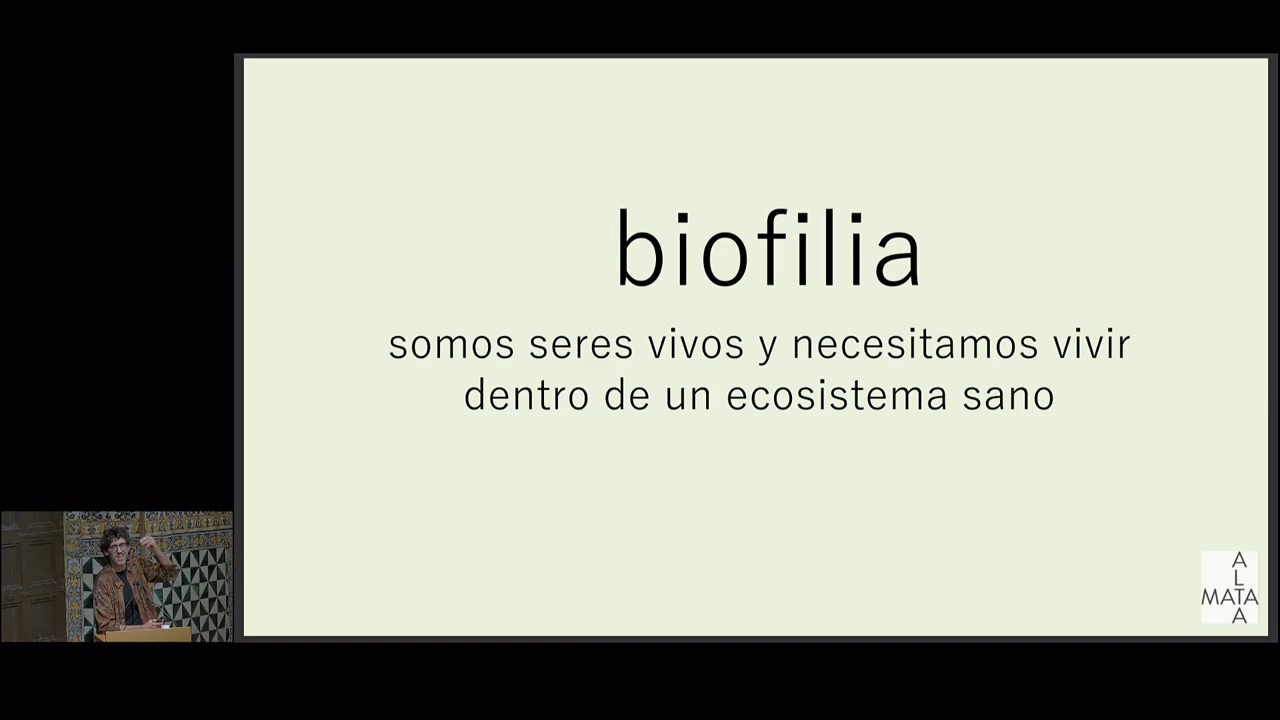 biofilia
somos seres vivos y necesitamos vivir
dentro de un ecosistema sano
A
L
MATA
A